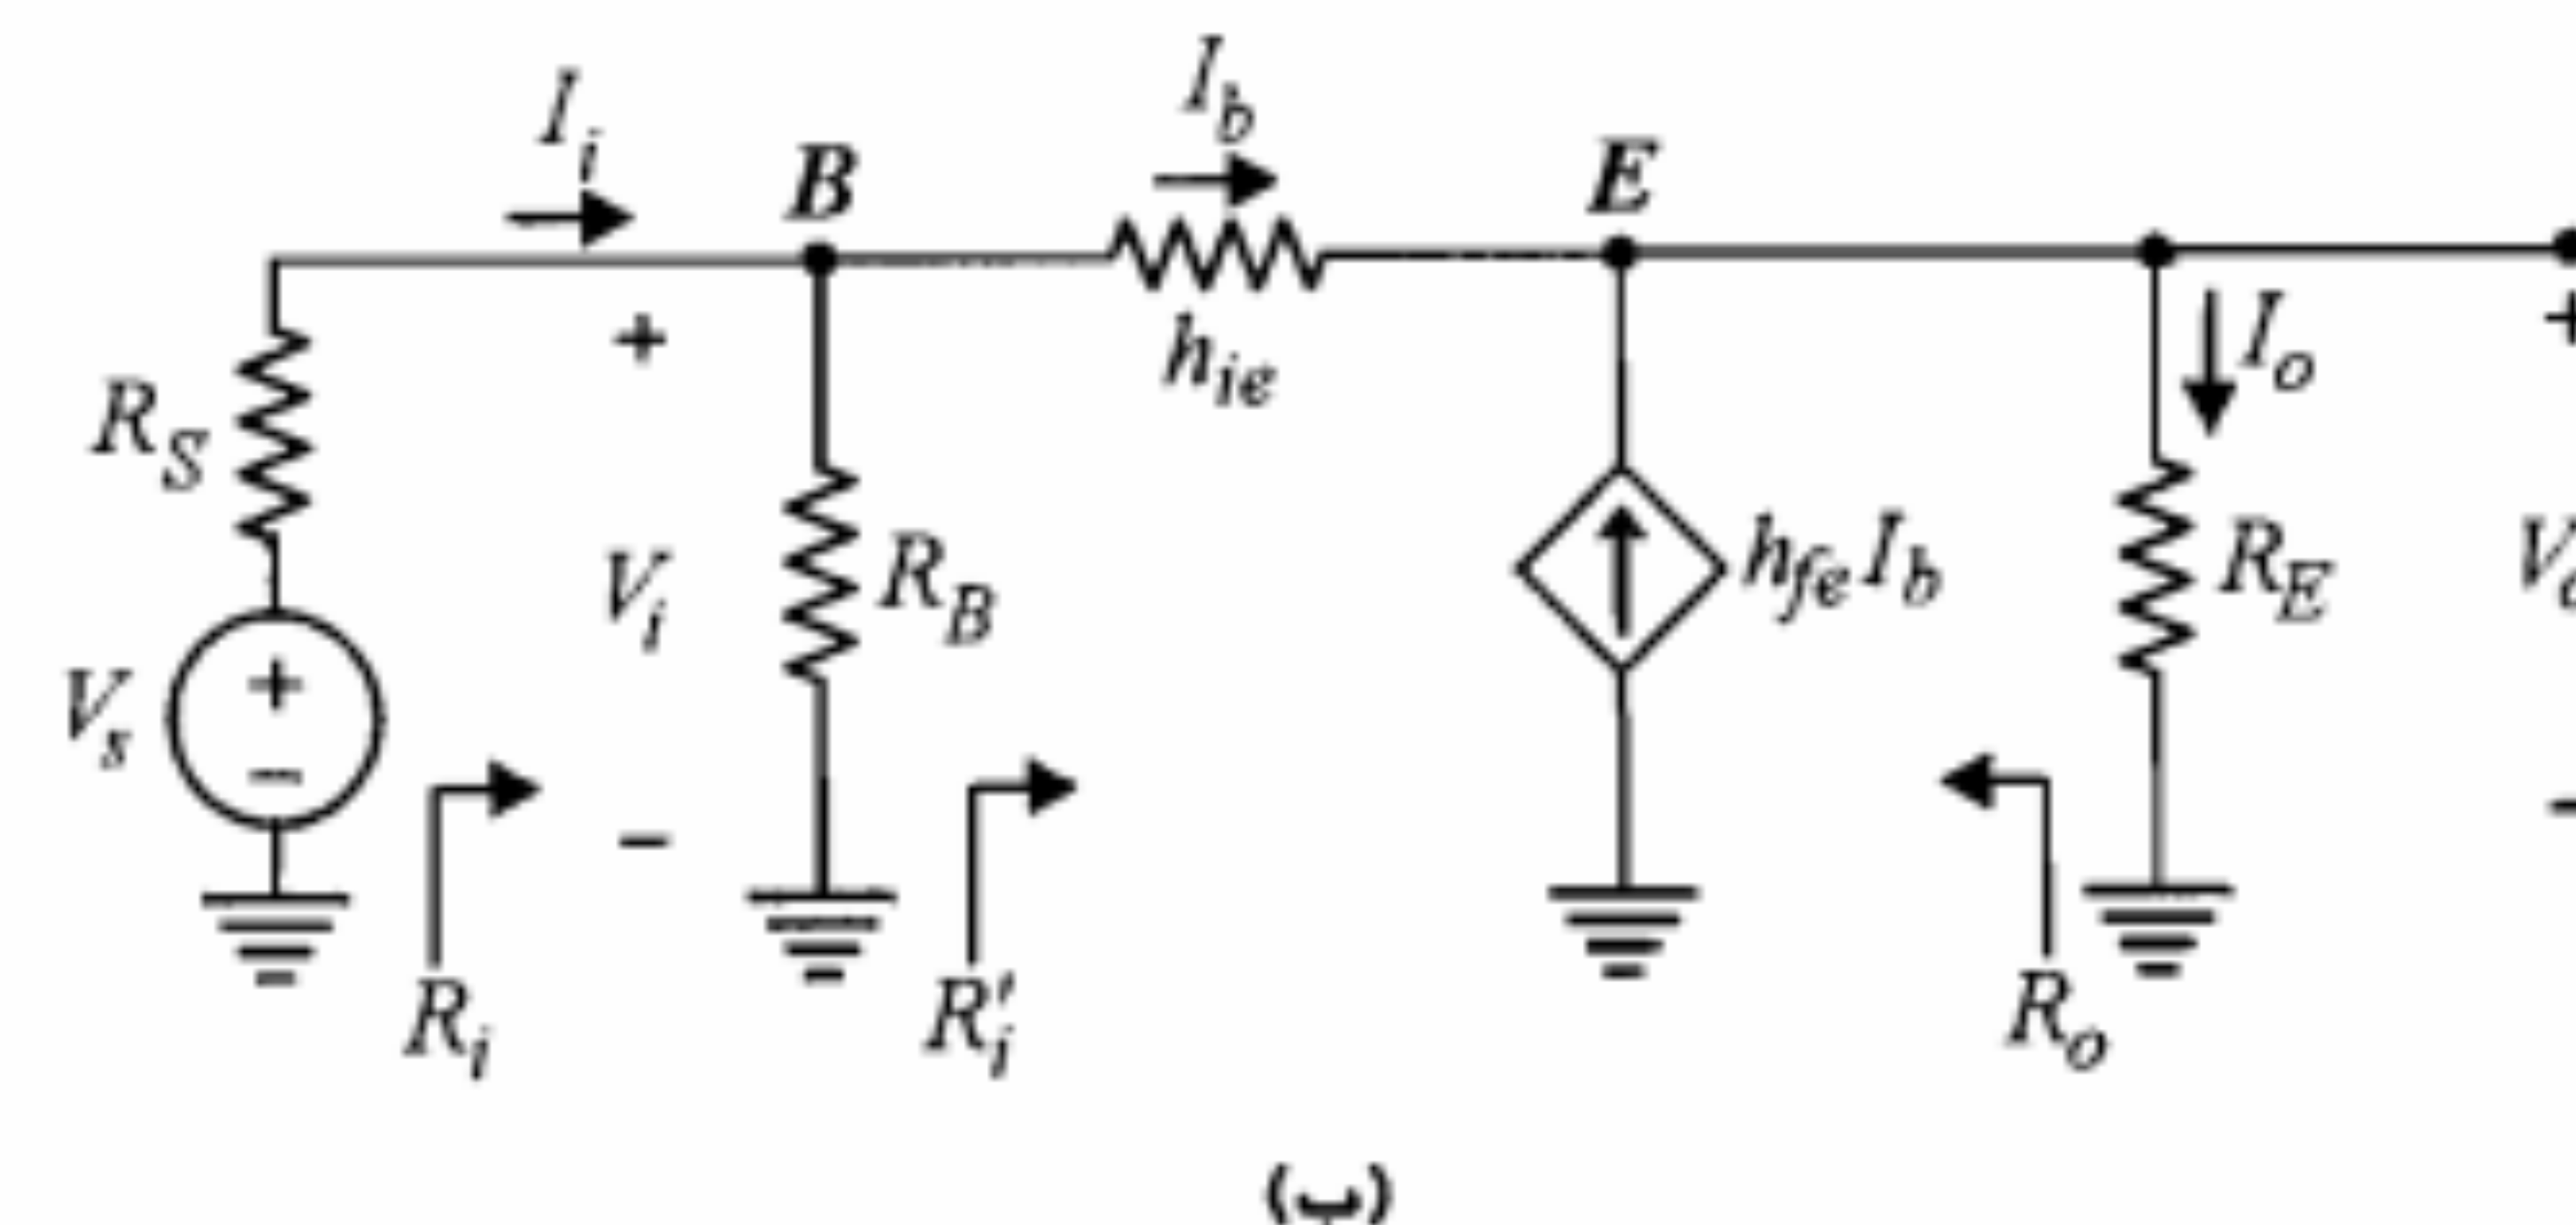 I_i
I_b
B
E
+
h_ie
I_o
+
R_S
V_i
R_B
h_fe I_b
R_E
V_s
+
−
−
−
R_i
R'_i
R_o
(ب)